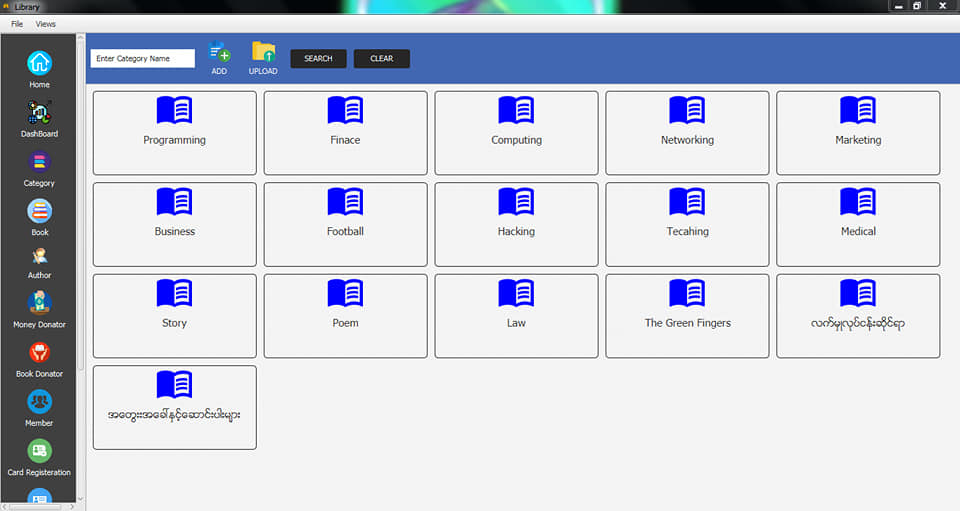 Library
File Views
Enter Category Name
ADD
UPLOAD
SEARCH
CLEAR
Home
DashBoard
Category
Book
Author
Money Donator
Book Donator
Member
Card Registeration
Programming
Finace
Computing
Networking
Marketing
Business
Football
Hacking
Tecahing
Medical
Story
Poem
Law
The Green Fingers
လက်မှုလုပ်ငန်းဆိုင်ရာ
အတွေးအခေါ်နှင့်ဆောင်းပါးများ